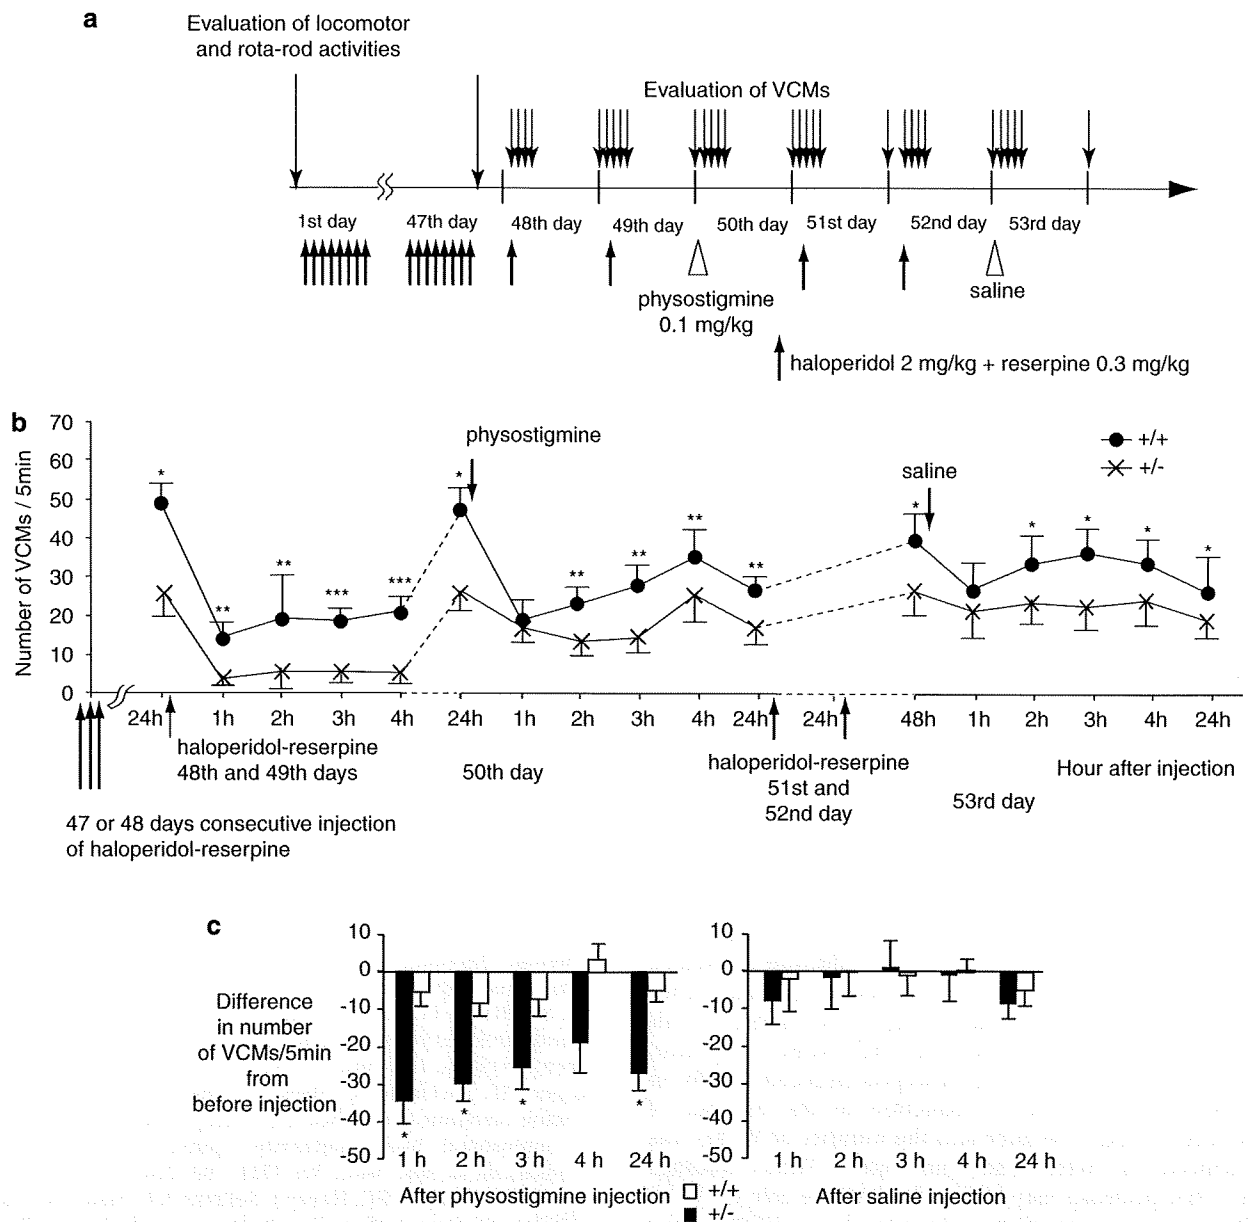 a
Evaluation of locomotor
and rota-rod activities
Evaluation of VCMs
1st day
47th day
48th day
49th day
50th day
51st day
52nd day
53rd day
physostigmine
0.1 mg/kg
saline
haloperidol 2 mg/kg + reserpine 0.3 mg/kg
b
Number of VCMs / 5min
70
60
50
40
30
20
10
0
physostigmine
saline
+/+
+/-
* ** ** *** *** * ** ** ** ** * * * * *
24h 1h 2h 3h 4h 24h 1h 2h 3h 4h 24h 24h 48h 1h 2h 3h 4h 24h
haloperidol-reserpine
48th and 49th days
50th day
haloperidol-reserpine
51st and
52nd day
53rd day
Hour after injection
47 or 48 days consecutive injection
of haloperidol-reserpine
c
Difference
in number
of VCMs/5min
from
before injection
10
0
-10
-20
-30
-40
-50
* * * *
1 h 2 h 3 h 4 h 24 h
After physostigmine injection
10
0
-10
-20
-30
-40
-50
1 h 2 h 3 h 4 h 24 h
After saline injection
+/+
+/-